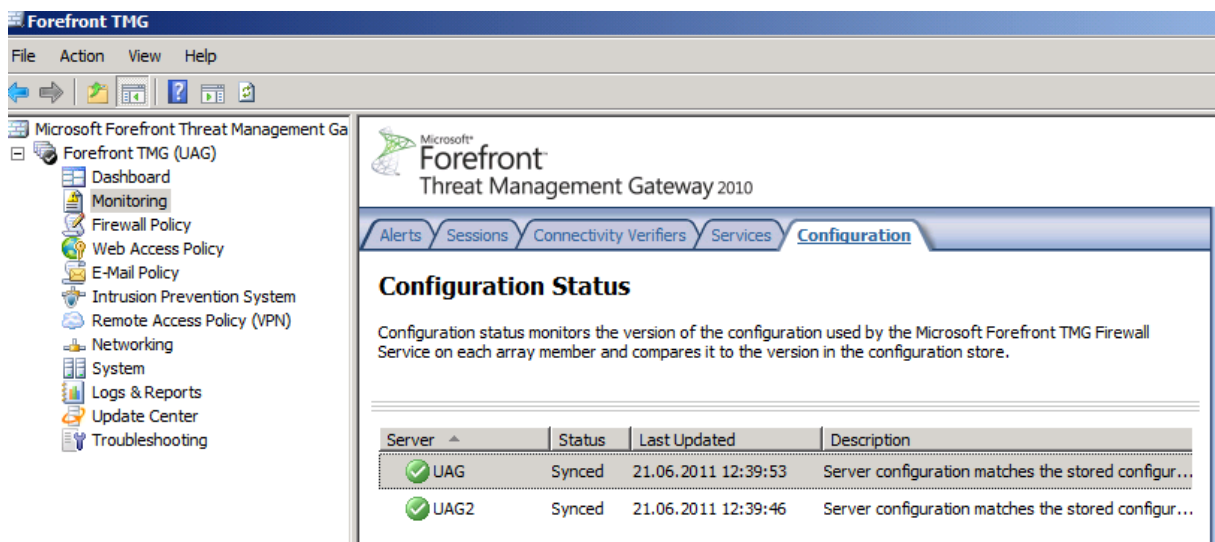 Forefront TMG
File Action View Help
Microsoft Forefront Threat Management Ga
Forefront TMG (UAG)
Dashboard
Monitoring
Firewall Policy
Web Access Policy
E-Mail Policy
Intrusion Prevention System
Remote Access Policy (VPN)
Networking
System
Logs & Reports
Update Center
Troubleshooting
Microsoft
Forefront
Threat Management Gateway 2010
Alerts Sessions Connectivity Verifiers Services Configuration
Configuration Status
Configuration status monitors the version of the configuration used by the Microsoft Forefront TMG Firewall
Service on each array member and compares it to the version in the configuration store.
Server Status Last Updated Description
UAG Synced 21.06.2011 12:39:53 Server configuration matches the stored configur...
UAG2 Synced 21.06.2011 12:39:46 Server configuration matches the stored configur...